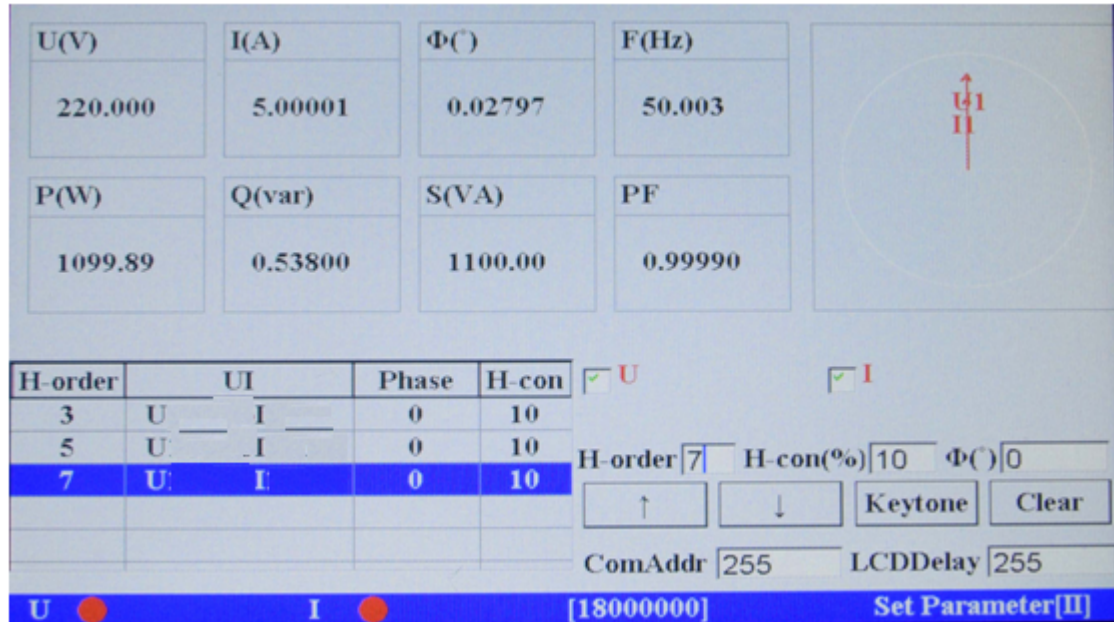 U(V) I(A) Φ(°) F(Hz)
220.000 5.00001 0.02797 50.003
U1
I1
P(W) Q(var) S(VA) PF
1099.89 0.53800 1100.00 0.99990
H-order UI Phase H-con U I
3 U I 0 10
5 U I 0 10
7 U I 0 10
H-order 7 H-con(%) 10 Φ(°) 0
↑ ↓ Keytone Clear
ComAddr 255 LCDDelay 255
U I [18000000] Set Parameter[II]